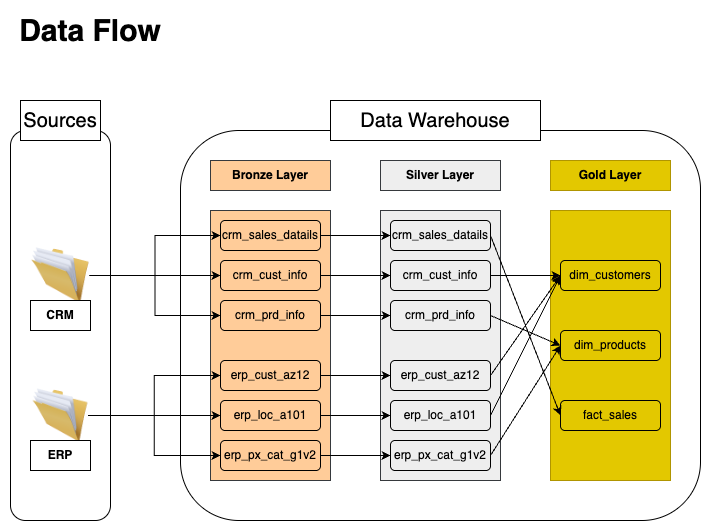 Data Flow
Sources
Data Warehouse
Bronze Layer
Silver Layer
Gold Layer
CRM
ERP
crm_sales_datails
crm_cust_info
crm_prd_info
erp_cust_az12
erp_loc_a101
erp_px_cat_g1v2
crm_sales_datails
crm_cust_info
crm_prd_info
erp_cust_az12
erp_loc_a101
erp_px_cat_g1v2
dim_customers
dim_products
fact_sales